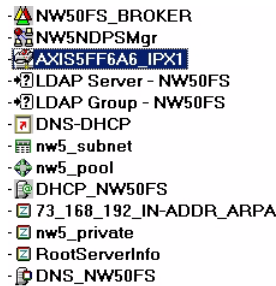 NW50FS_BROKER
NW5NDPSMgr
AXIS5FF6A6_IPX1
LDAP Server - NW50FS
LDAP Group - NW50FS
DNS-DHCP
nw5_subnet
nw5_pool
DHCP_NW50FS
73_168_192_IN-ADDR_ARPA
nw5_private
RootServerInfo
DNS_NW50FS